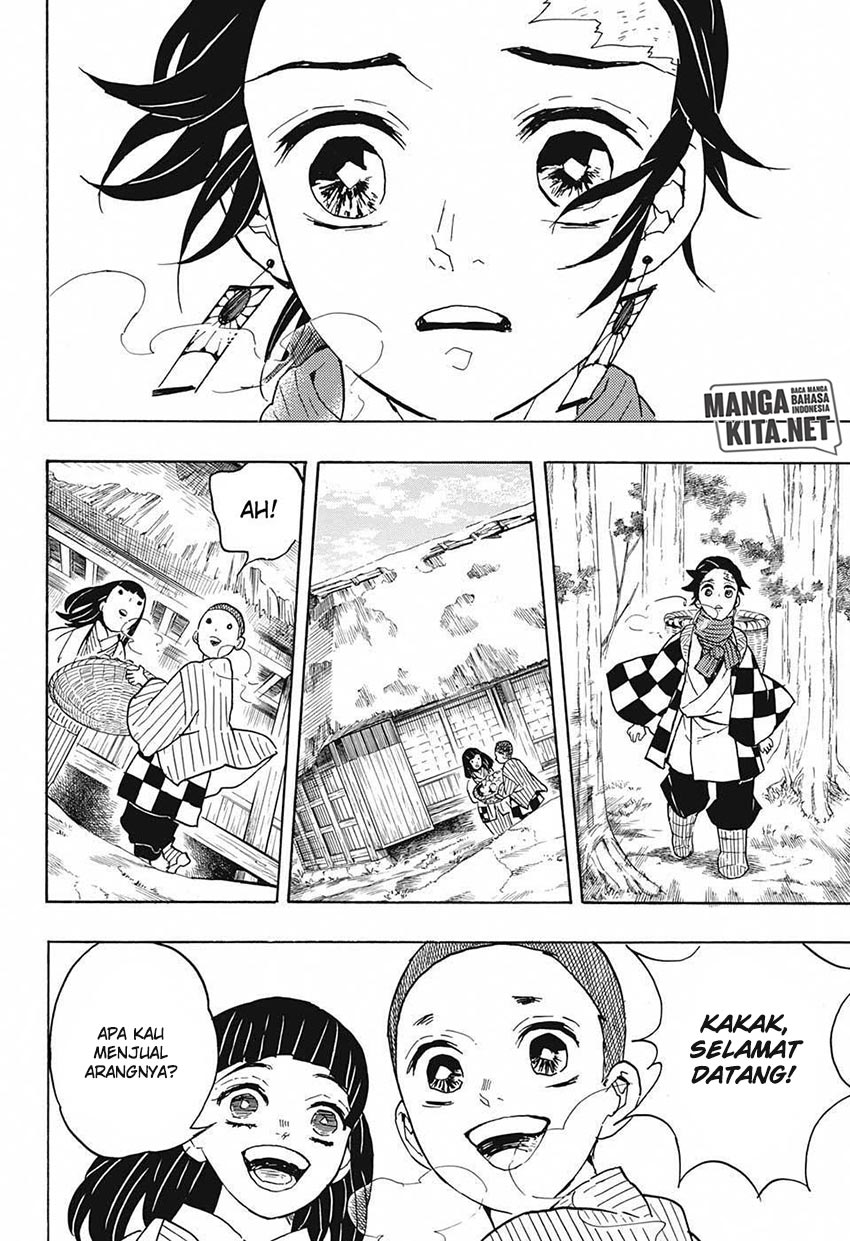 MANGA
BACA MANGA
BAHASA
INDONESIA
KITA.NET
AH!
KAKAK,
SELAMAT
DATANG!
APA KAU
MENJUAL
ARANGNYA?